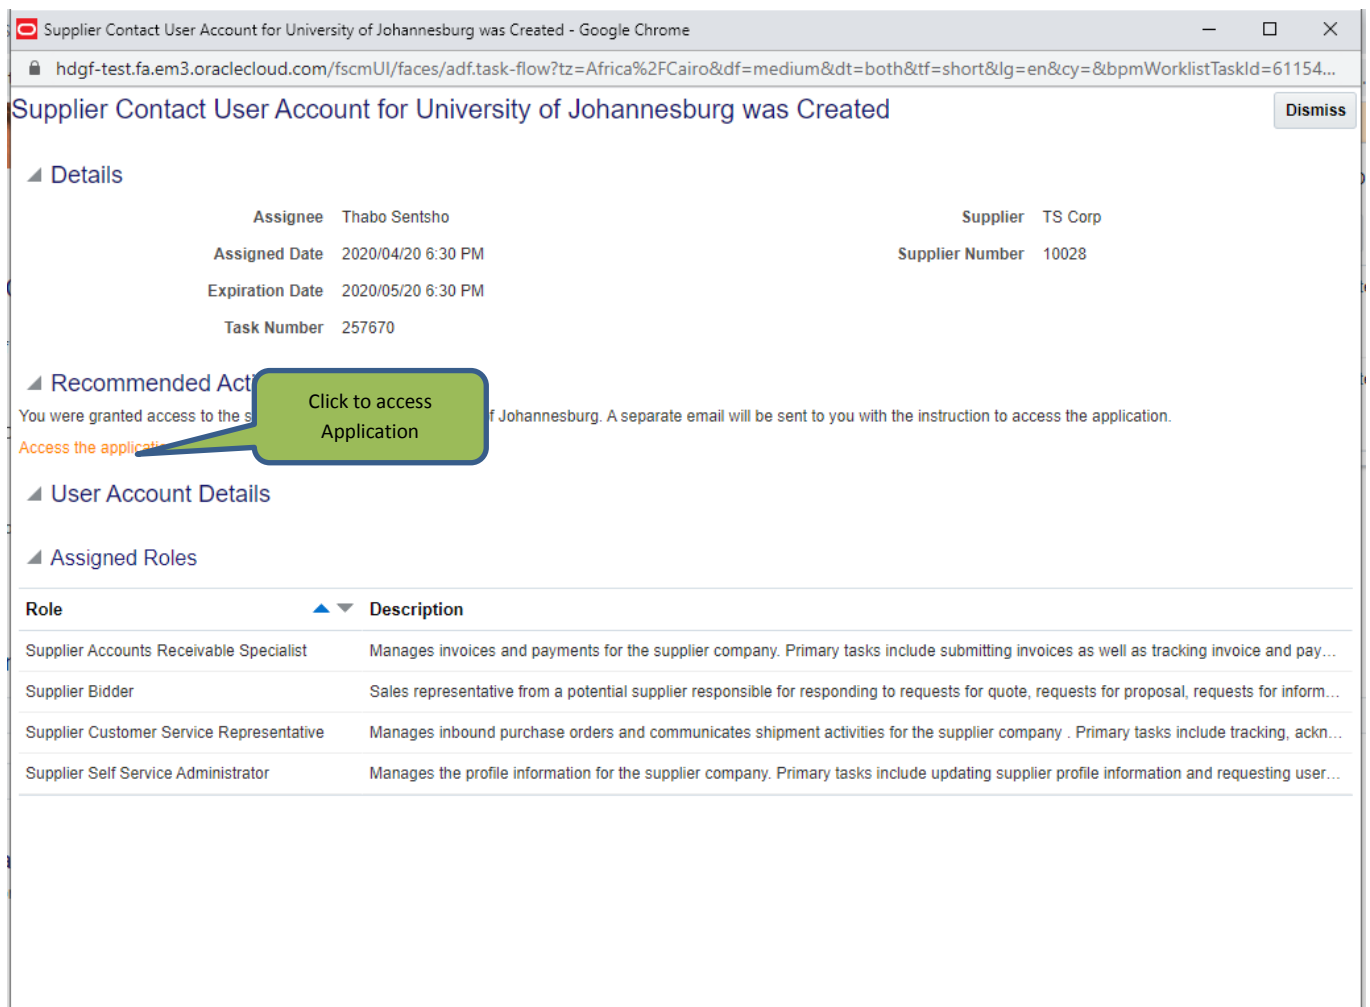 Supplier Contact User Account for University of Johannesburg was Created - Google Chrome
hdgf-test.fa.em3.oraclecloud.com/fscmUI/faces/adf.task-flow?tz=Africa%2FCairo&df=medium&dt=both&tf=short&lg=en&cy=&bpmWorklistTaskId=61154...
Supplier Contact User Account for University of Johannesburg was Created
Dismiss
Details
Assignee Thabo Sentsho
Supplier TS Corp
Assigned Date 2020/04/20 6:30 PM
Supplier Number 10028
Expiration Date 2020/05/20 6:30 PM
Task Number 257670
Recommended Acti
Click to access
Application
You were granted access to the s f Johannesburg. A separate email will be sent to you with the instruction to access the application.
Access the application
User Account Details
Assigned Roles
Role Description
Supplier Accounts Receivable Specialist Manages invoices and payments for the supplier company. Primary tasks include submitting invoices as well as tracking invoice and pay...
Supplier Bidder Sales representative from a potential supplier responsible for responding to requests for quote, requests for proposal, requests for inform...
Supplier Customer Service Representative Manages inbound purchase orders and communicates shipment activities for the supplier company . Primary tasks include tracking, ackn...
Supplier Self Service Administrator Manages the profile information for the supplier company. Primary tasks include updating supplier profile information and requesting user...